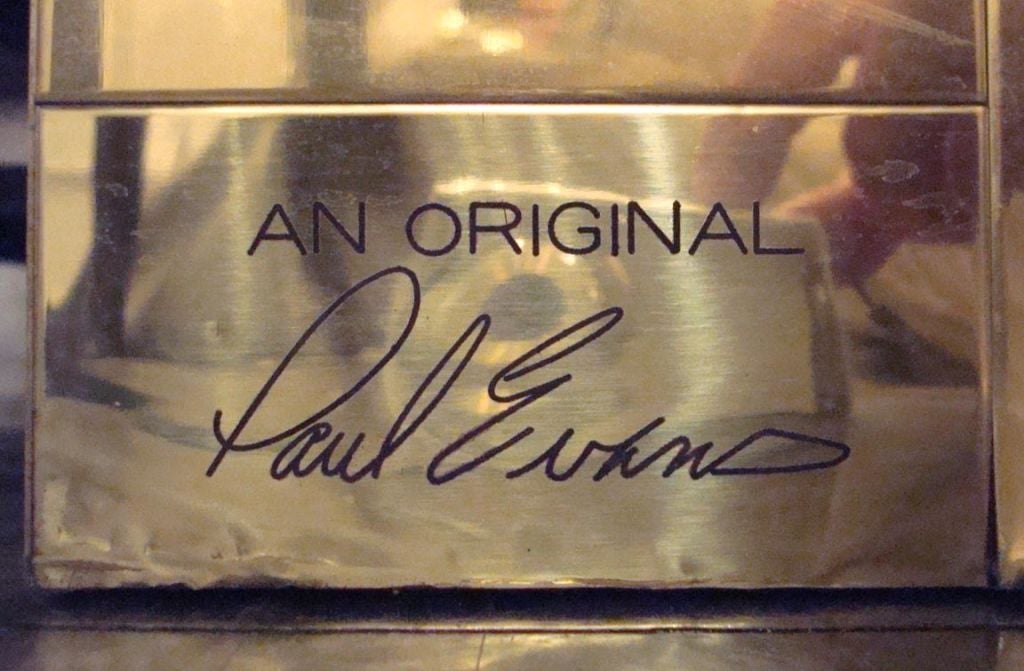 AN ORIGINAL
Paul Evans